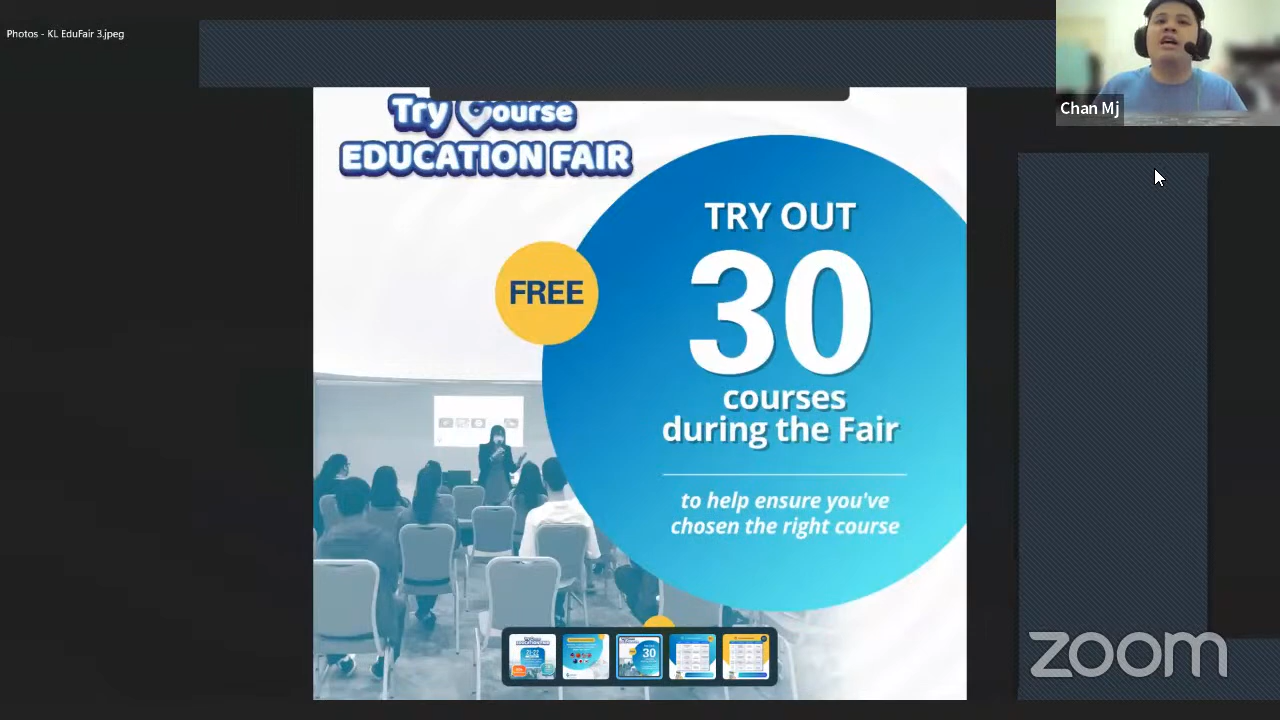 Photos - KL EduFair 3.jpeg
Chan Mj
Try Course
EDUCATION FAIR
TRY OUT
30
FREE
courses
during the Fair
to help ensure you've
chosen the right course
30
zoom